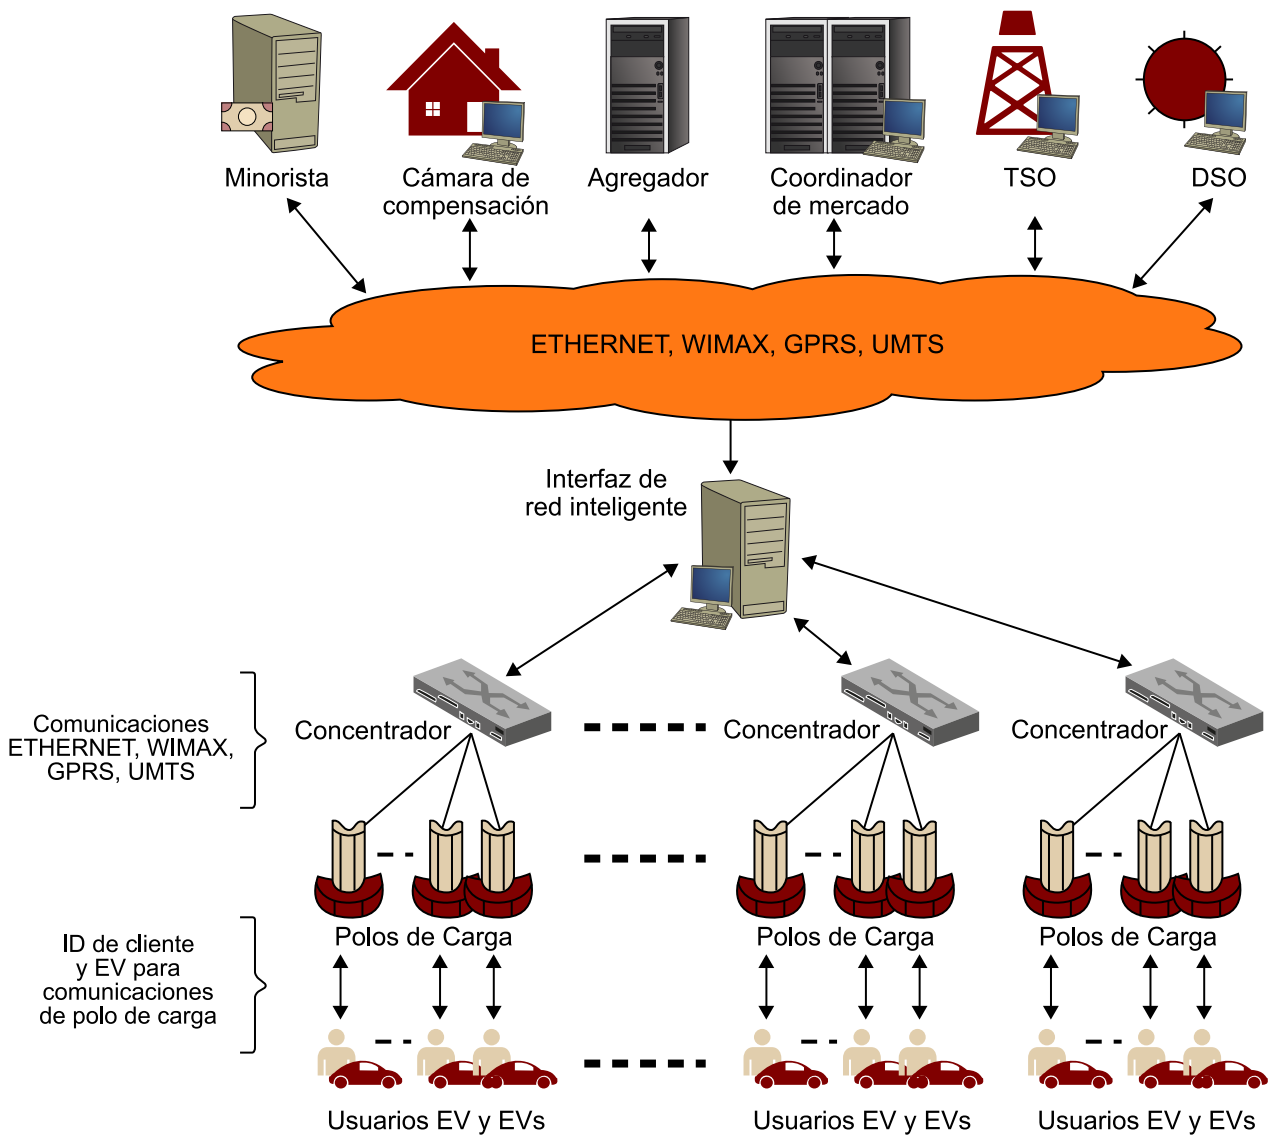 Minorista
Cámara de
compensación
Agregador
Coordinador
de mercado
TSO
DSO
ETHERNET, WIMAX, GPRS, UMTS
Interfaz de
red inteligente
Comunicaciones
ETHERNET, WIMAX,
GPRS, UMTS
Concentrador
Concentrador
Concentrador
Polos de Carga
Polos de Carga
Polos de Carga
ID de cliente
y EV para
comunicaciones
de polo de carga
Usuarios EV y EVs
Usuarios EV y EVs
Usuarios EV y EVs